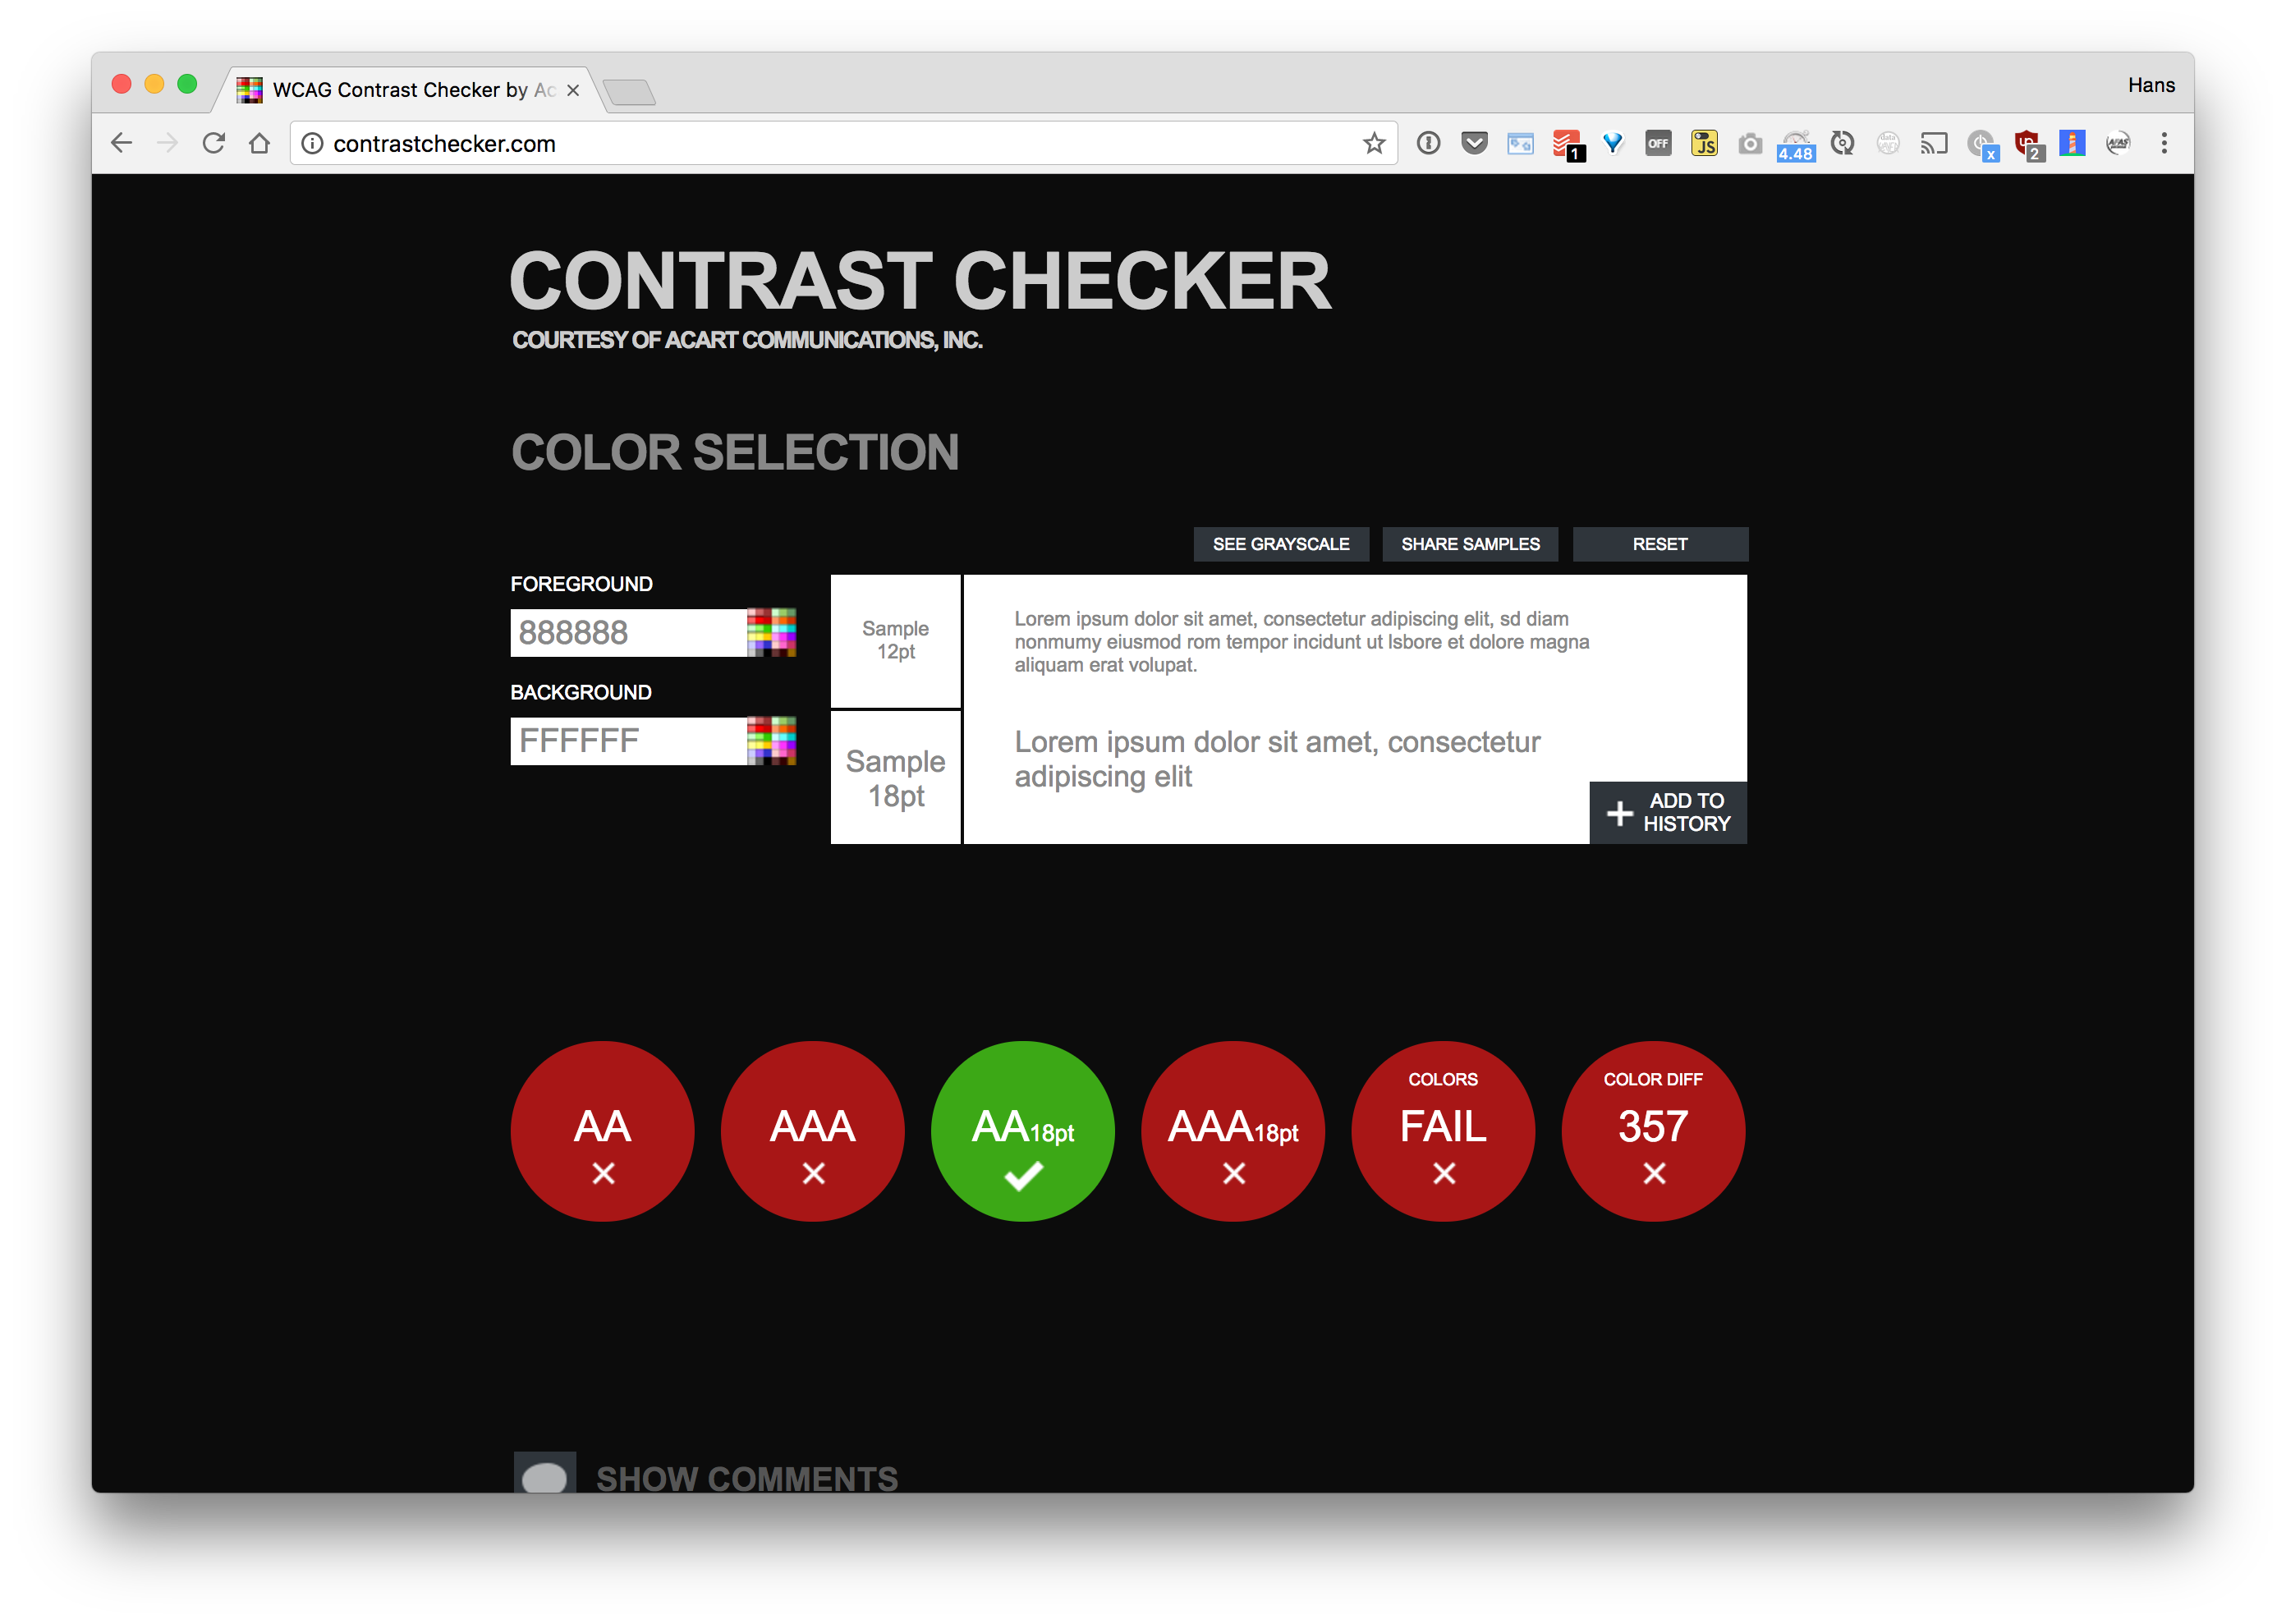 WCAG Contrast Checker by Ac
Hans
contrastchecker.com
1
OFF
JS
4.48
x
2
CONTRAST CHECKER
COURTESY OF ACART COMMUNICATIONS, INC.
COLOR SELECTION
SEE GRAYSCALE
SHARE SAMPLES
RESET
FOREGROUND
888888
BACKGROUND
FFFFFF
Sample
12pt
Lorem ipsum dolor sit amet, consectetur adipiscing elit, sd diam
nonmumy eiusmod rom tempor incidunt ut lsbore et dolore magna
aliquam erat volupat.
Sample
18pt
Lorem ipsum dolor sit amet, consectetur
adipiscing elit
ADD TO
HISTORY
AA
AAA
AA18pt
AAA18pt
COLORS
FAIL
COLOR DIFF
357
SHOW COMMENTS